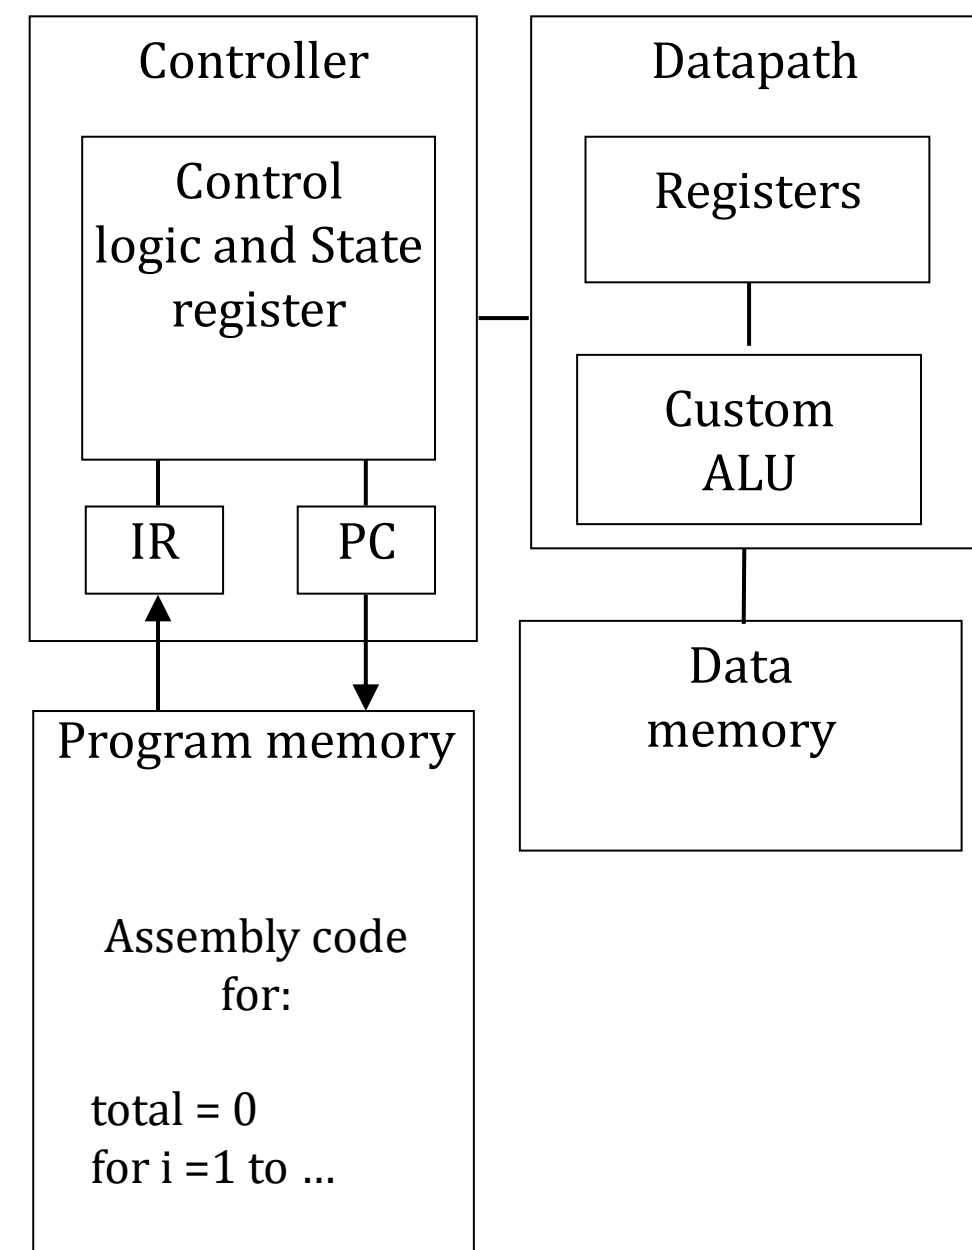 Controller
Control
logic and State
register
IR
PC
Datapath
Registers
Custom
ALU
Data
memory
Program memory
Assembly code
for:
total = 0
for i =1 to …